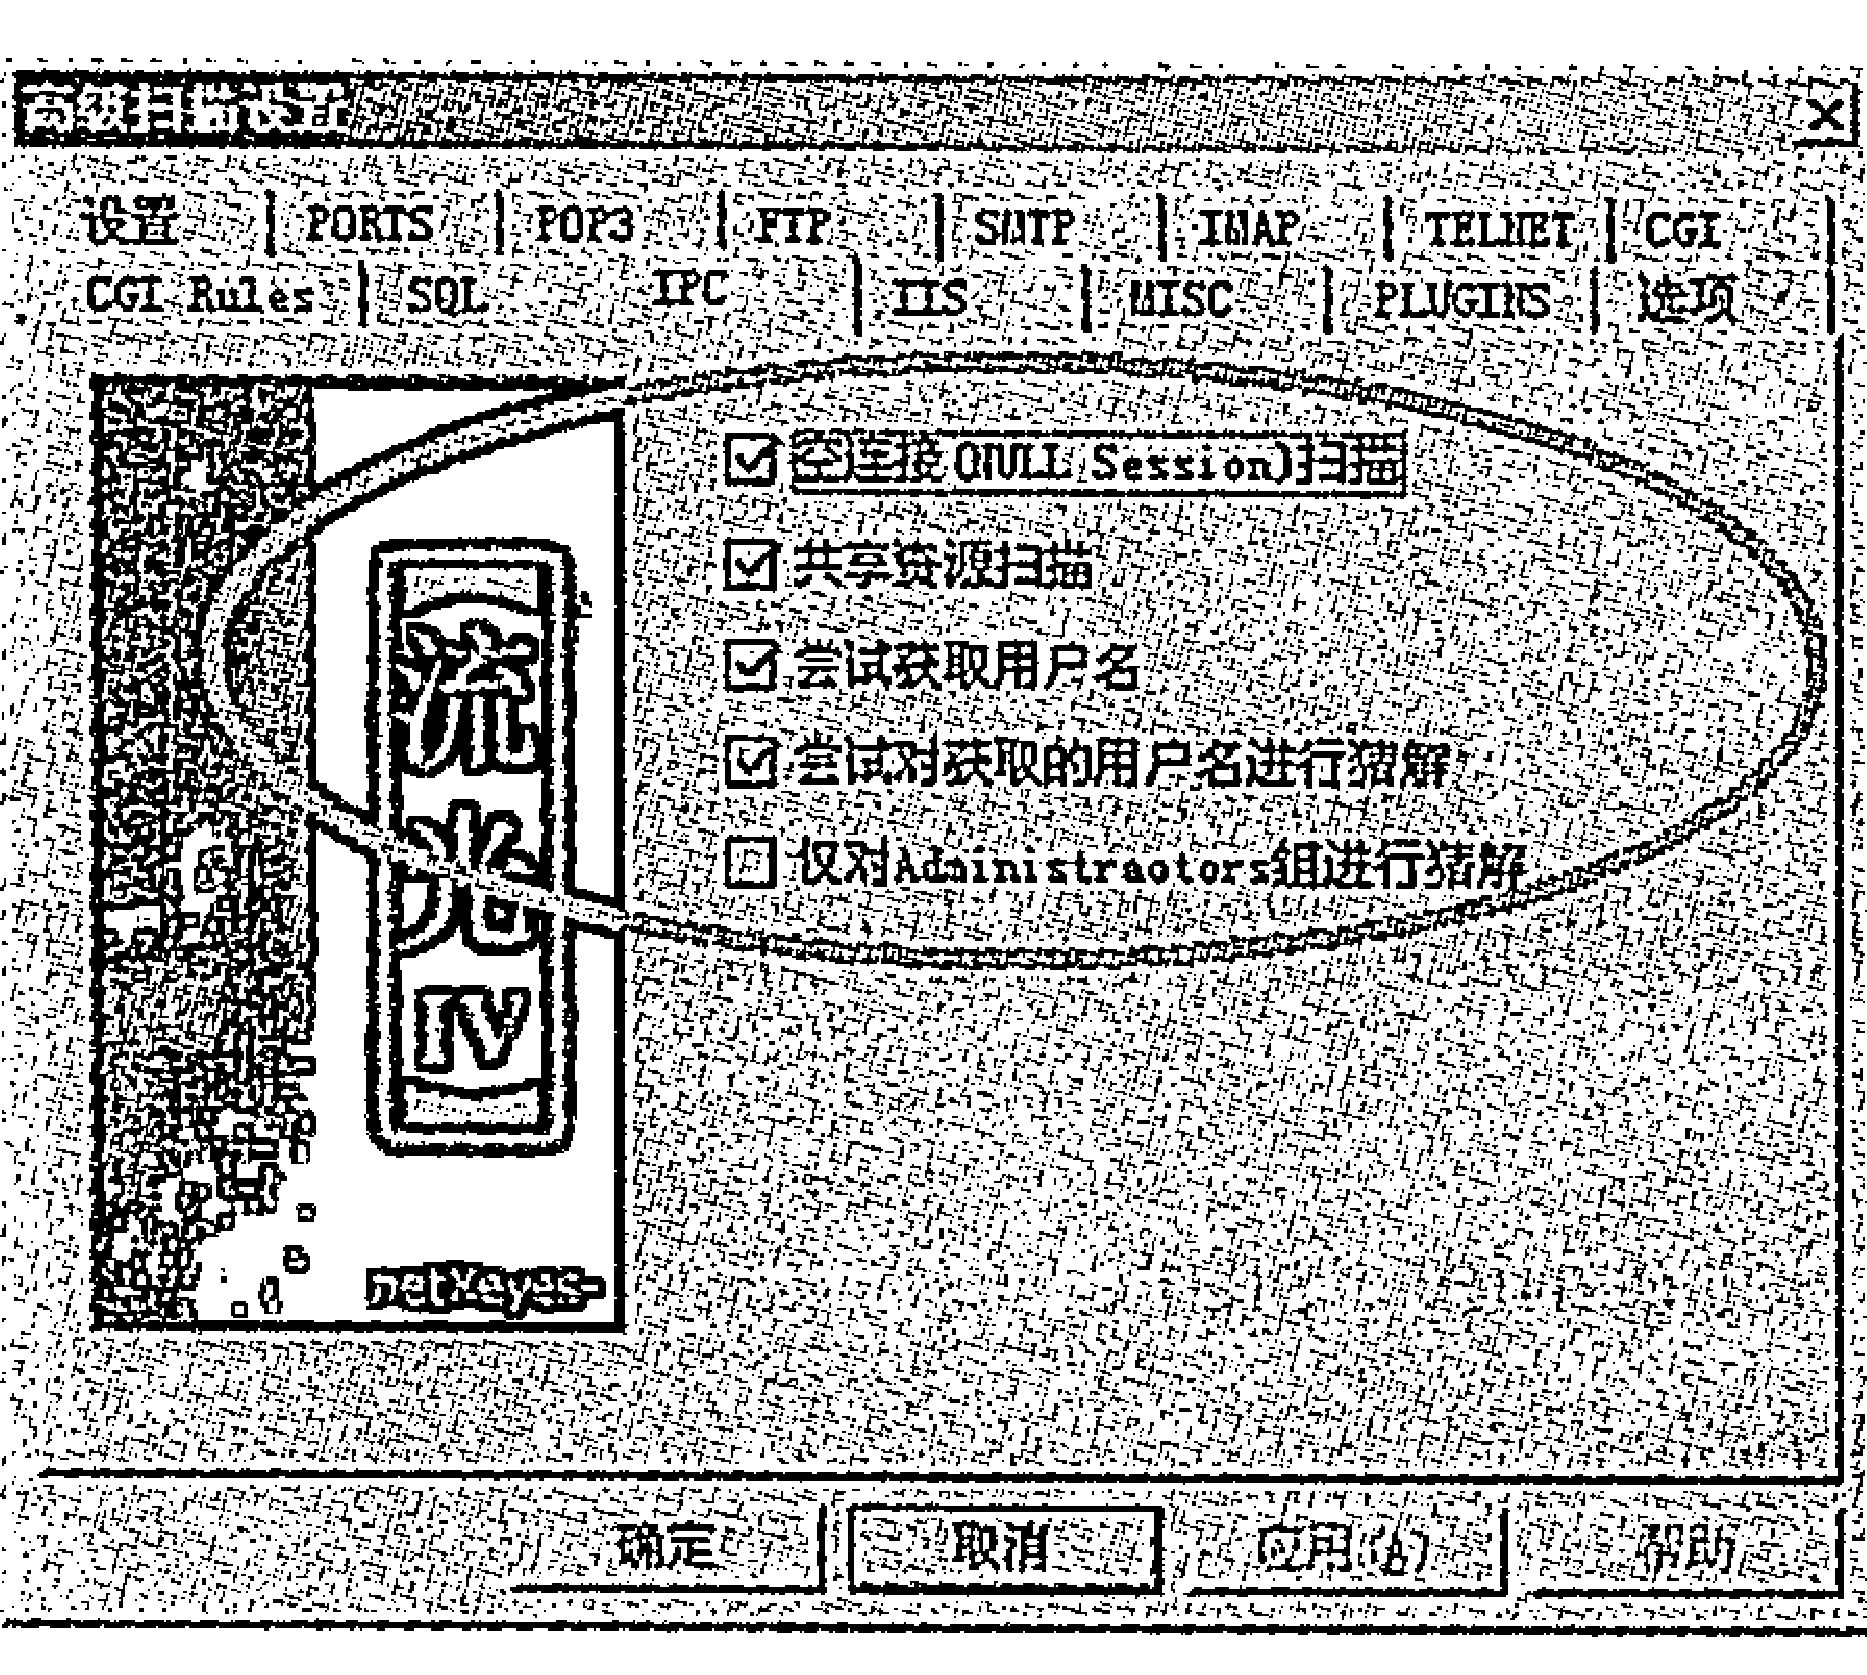 高级扫描设置
设置 PORTS POP3 FTP SMTP IMAP TELNET CGI
CGI Rules SQL IPC IIS MISC PLUGINS 选项
空连接(NULL Session)扫描
共享资源扫描
尝试获取用户名
尝试对获取的用户名进行猜解
仅对Administraotors组进行猜解
流光IV
netXeyes
确定 取消 应用(A) 帮助